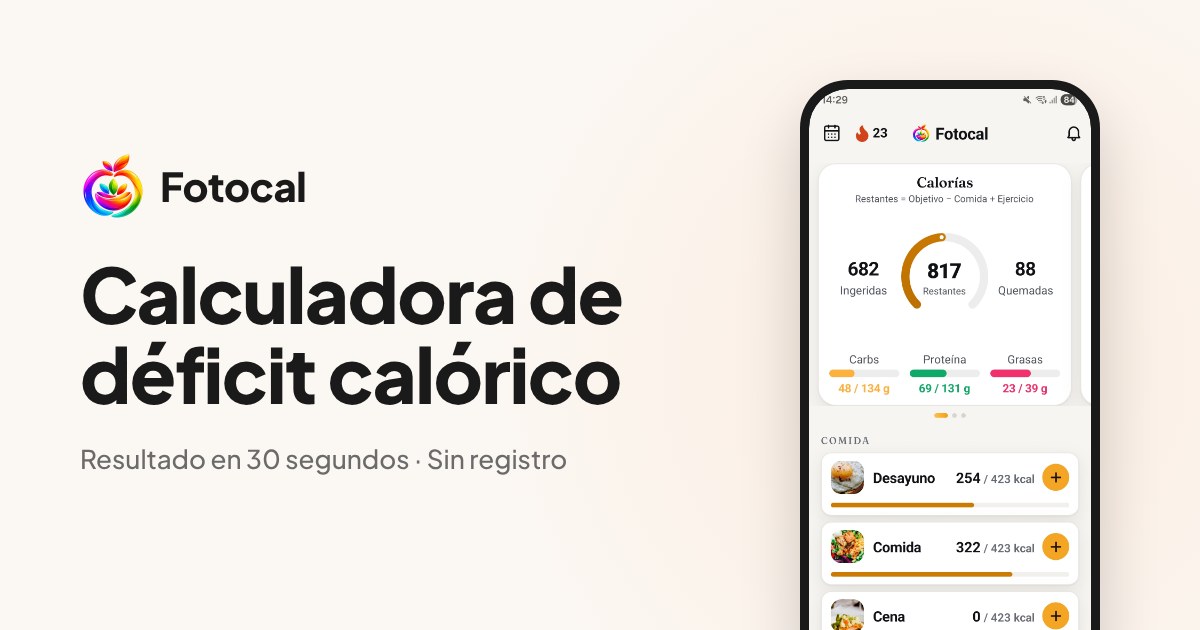 Fotocal
Calculadora de
déficit calórico
Resultado en 30 segundos · Sin registro
14:29
84
23
Fotocal
Calorías
Restantes = Objetivo − Comida + Ejercicio
682
Ingeridas
817
Restantes
88
Quemadas
Carbs
48 / 134 g
Proteína
69 / 131 g
Grasas
23 / 39 g
COMIDA
Desayuno 254 / 423 kcal +
Comida 322 / 423 kcal +
Cena 0 / 423 kcal +